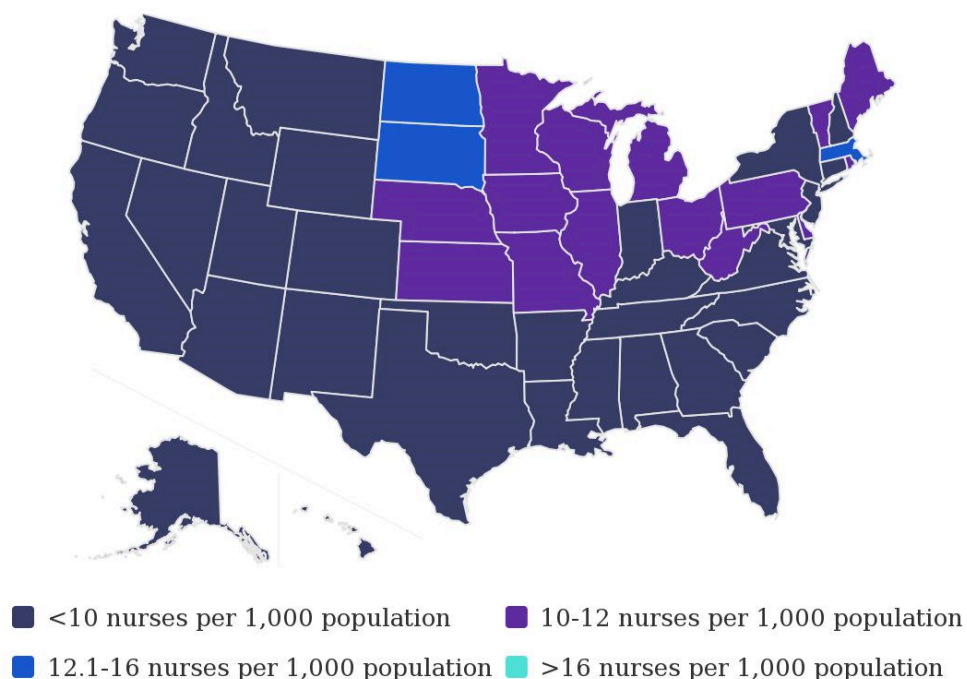 <10 nurses per 1,000 population
10-12 nurses per 1,000 population
12.1-16 nurses per 1,000 population
>16 nurses per 1,000 population